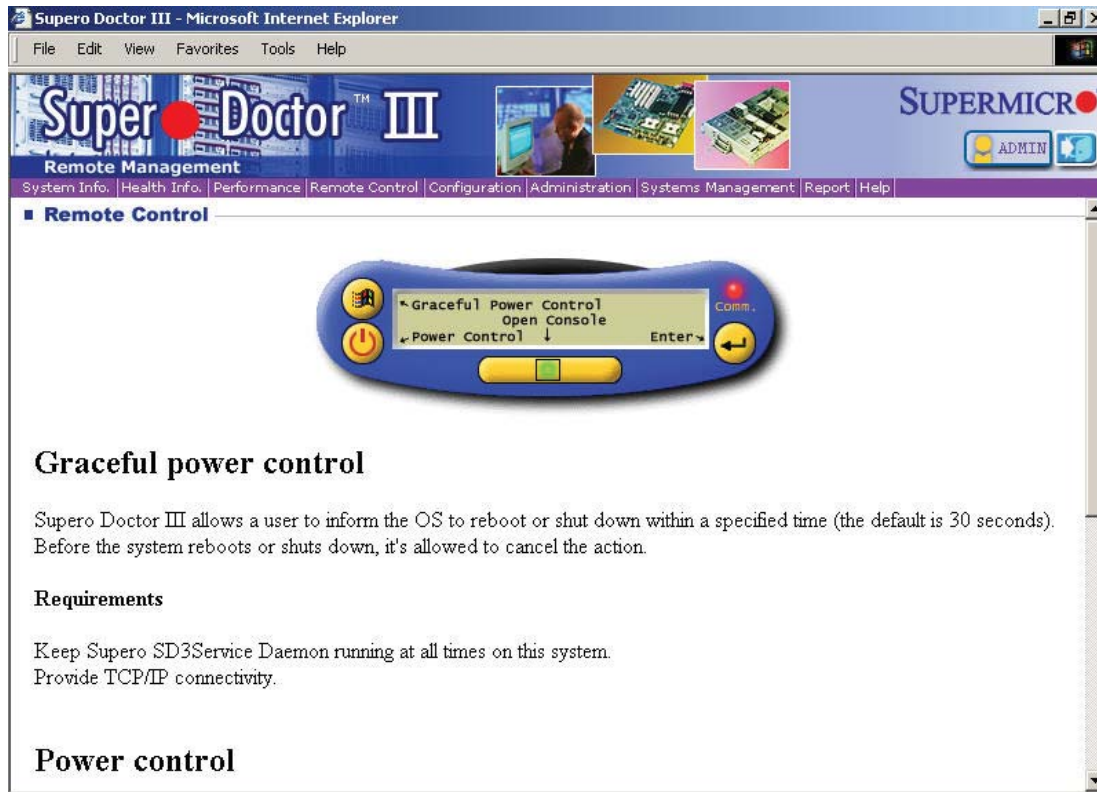 Supero Doctor III - Microsoft Internet Explorer
File Edit View Favorites Tools Help
Super Doctor™ III
SUPERMICR
ADMIN
Remote Management
System Info. Health Info. Performance Remote Control Configuration Administration Systems Management Report Help
Remote Control
Graceful Power Control
Open Console
Power Control ↓ Enter
Comm.
Graceful power control
Supero Doctor III allows a user to inform the OS to reboot or shut down within a specified time (the default is 30 seconds).
Before the system reboots or shuts down, it's allowed to cancel the action.
Requirements
Keep Supero SD3Service Daemon running at all times on this system.
Provide TCP/IP connectivity.
Power control